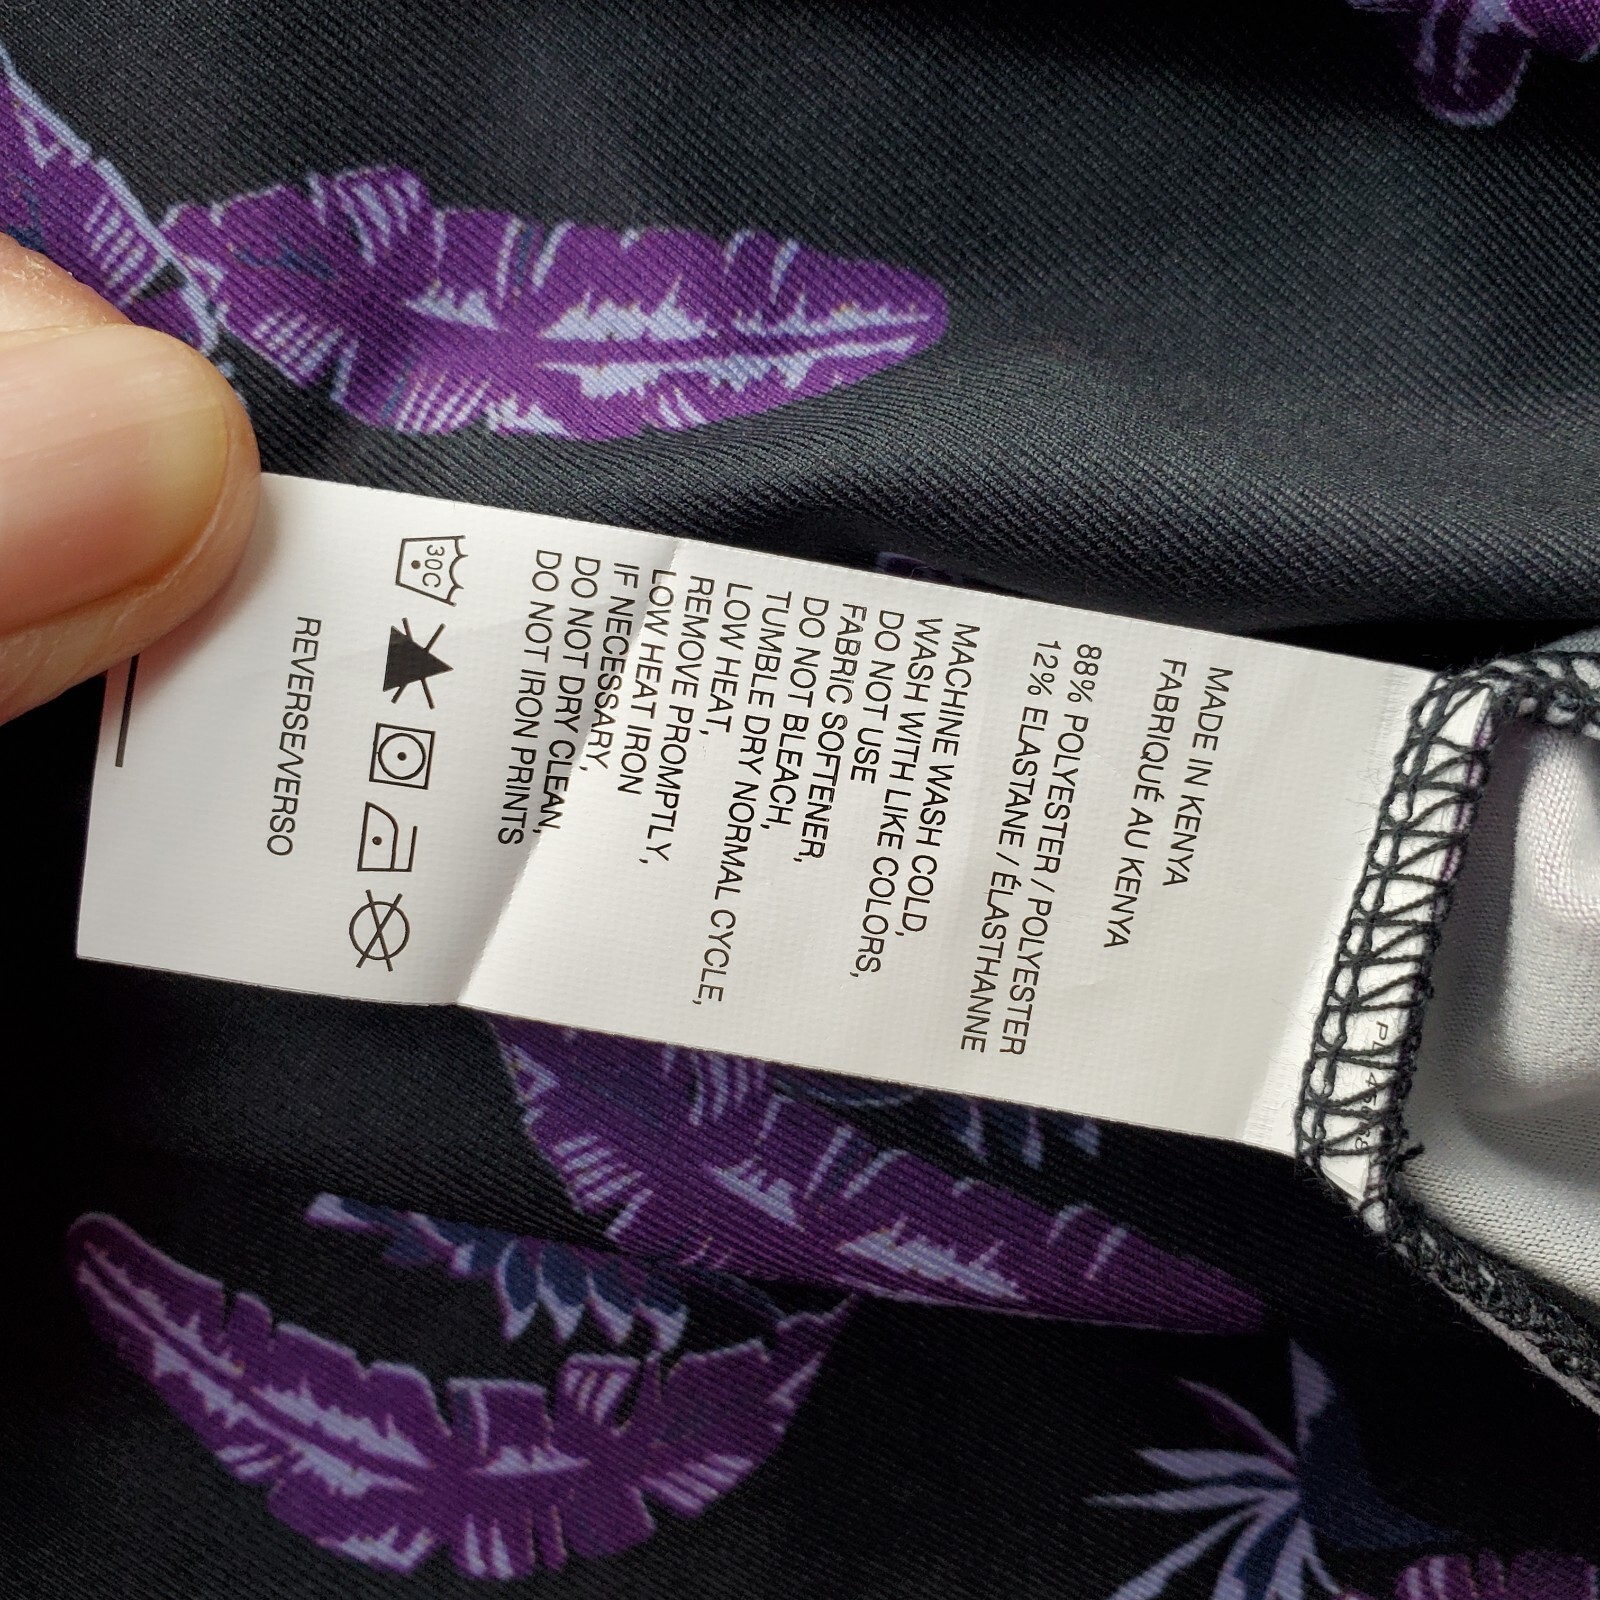 MADE IN KENYA
FABRIQUÉ AU KENYA
88% POLYESTER / POLYESTER
12% ELASTANE / ÉLASTHANNE
MACHINE WASH COLD,
WASH WITH LIKE COLORS,
DO NOT USE
FABRIC SOFTENER,
DO NOT BLEACH,
TUMBLE DRY NORMAL CYCLE,
LOW HEAT,
REMOVE PROMPTLY,
LOW HEAT IRON
IF NECESSARY,
DO NOT DRY CLEAN,
DO NOT IRON PRINTS
30C
REVERSE/VERSO